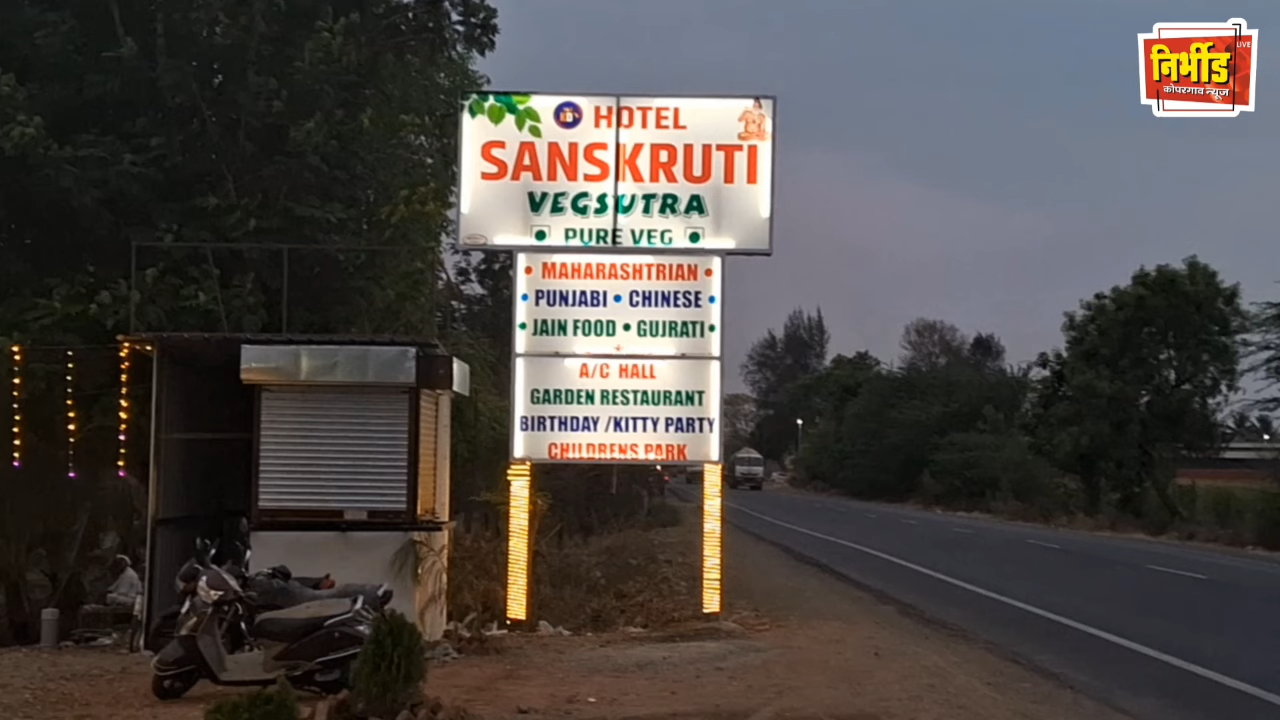 HOTEL
SANSKRUTI
VEGSUTRA
PURE VEG
• MAHARASHTRIAN •
• PUNJABI • CHINESE •
• JAIN FOOD • GUJRATI •
A/C HALL
GARDEN RESTAURANT
BIRTHDAY /KITTY PARTY
CHILDRENS PARK
LIVE
निर्भीड
कोपरगाव न्यूज